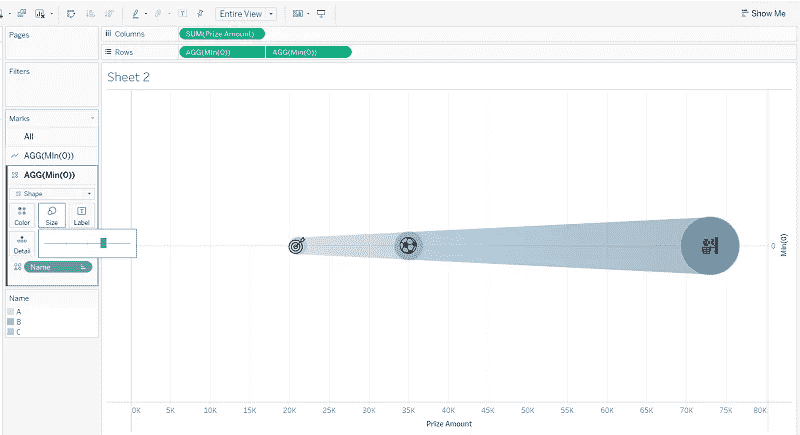 Entire View
Show Me
Pages
Columns
SUM(Prize Amount)
Rows
AGG(MIn(0))
AGG(Min(0))
Filters
Sheet 2
Marks
All
AGG(MIn(0))
AGG(Min(0))
Shape
Color
Size
Label
Detail
Name
Name
A
B
C
0
Min(0)
0K 5K 10K 15K 20K 25K 30K 35K 40K 45K 50K 55K 60K 65K 70K 75K 80K
Prize Amount